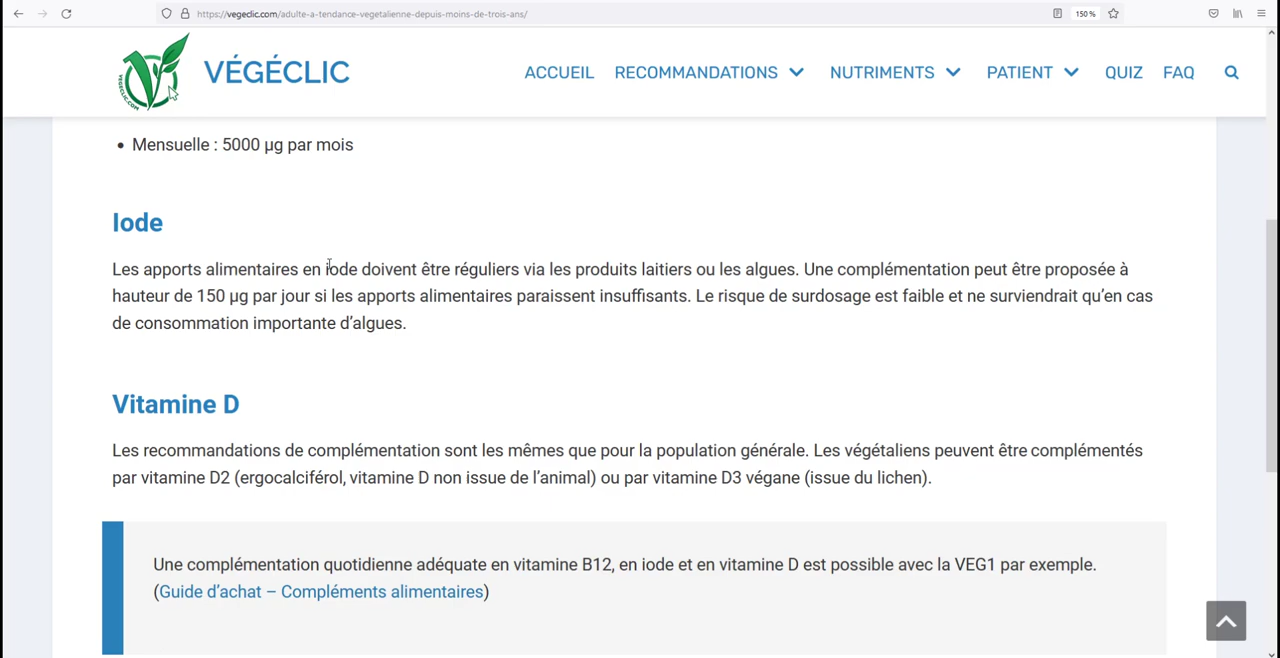 https://vegeclic.com/adulte-a-tendance-vegetalienne-depuis-moins-de-trois-ans/
150 %
VEGECLIC.COM
VÉGÉCLIC
ACCUEIL RECOMMANDATIONS NUTRIMENTS PATIENT QUIZ FAQ
• Mensuelle : 5000 µg par mois
Iode
Les apports alimentaires en iode doivent être réguliers via les produits laitiers ou les algues. Une complémentation peut être proposée à
hauteur de 150 µg par jour si les apports alimentaires paraissent insuffisants. Le risque de surdosage est faible et ne surviendrait qu’en cas
de consommation importante d’algues.
Vitamine D
Les recommandations de complémentation sont les mêmes que pour la population générale. Les végétaliens peuvent être complémentés
par vitamine D2 (ergocalciférol, vitamine D non issue de l’animal) ou par vitamine D3 végane (issue du lichen).
Une complémentation quotidienne adéquate en vitamine B12, en iode et en vitamine D est possible avec la VEG1 par exemple.
(Guide d’achat – Compléments alimentaires)